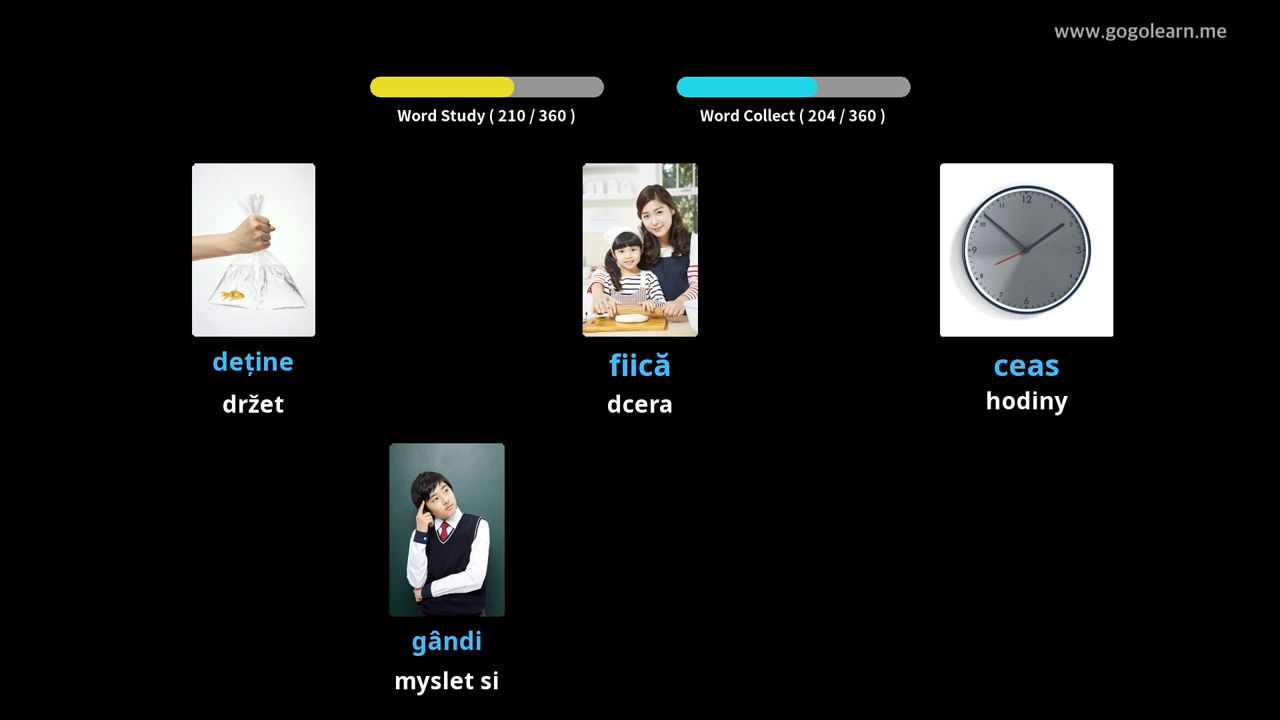 www.gogolearn.me
Word Study ( 210 / 360 )
Word Collect ( 204 / 360 )
deține
držet
fiică
dcera
ceas
hodiny
gândi
myslet si